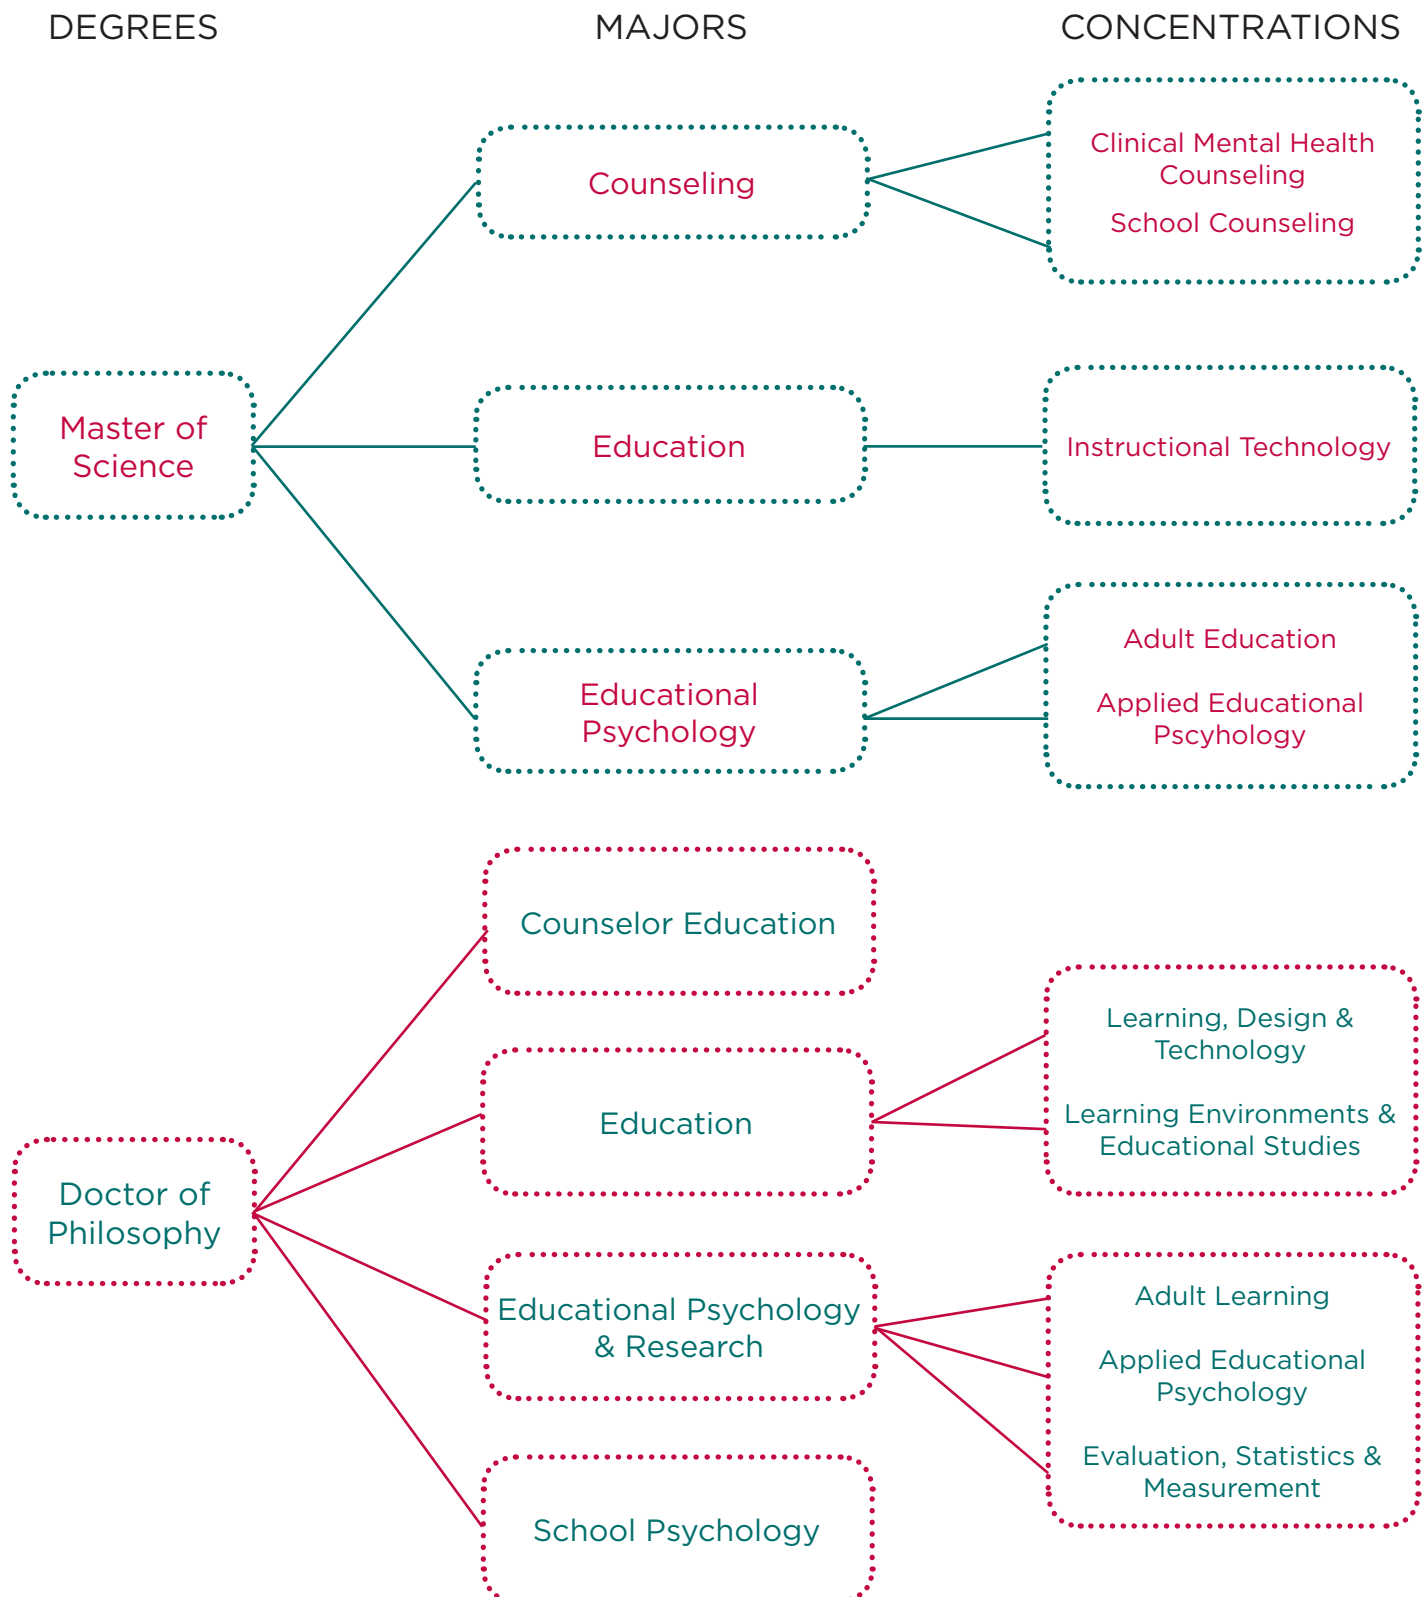 DEGREES
MAJORS
CONCENTRATIONS
Master of
Science
Counseling
Clinical Mental Health
Counseling
School Counseling
Education
Instructional Technology
Educational
Psychology
Adult Education
Applied Educational
Pscyhology
Doctor of
Philosophy
Counselor Education
Education
Learning, Design &
Technology
Learning Environments &
Educational Studies
Educational Psychology
& Research
Adult Learning
Applied Educational
Psychology
Evaluation, Statistics &
Measurement
School Psychology